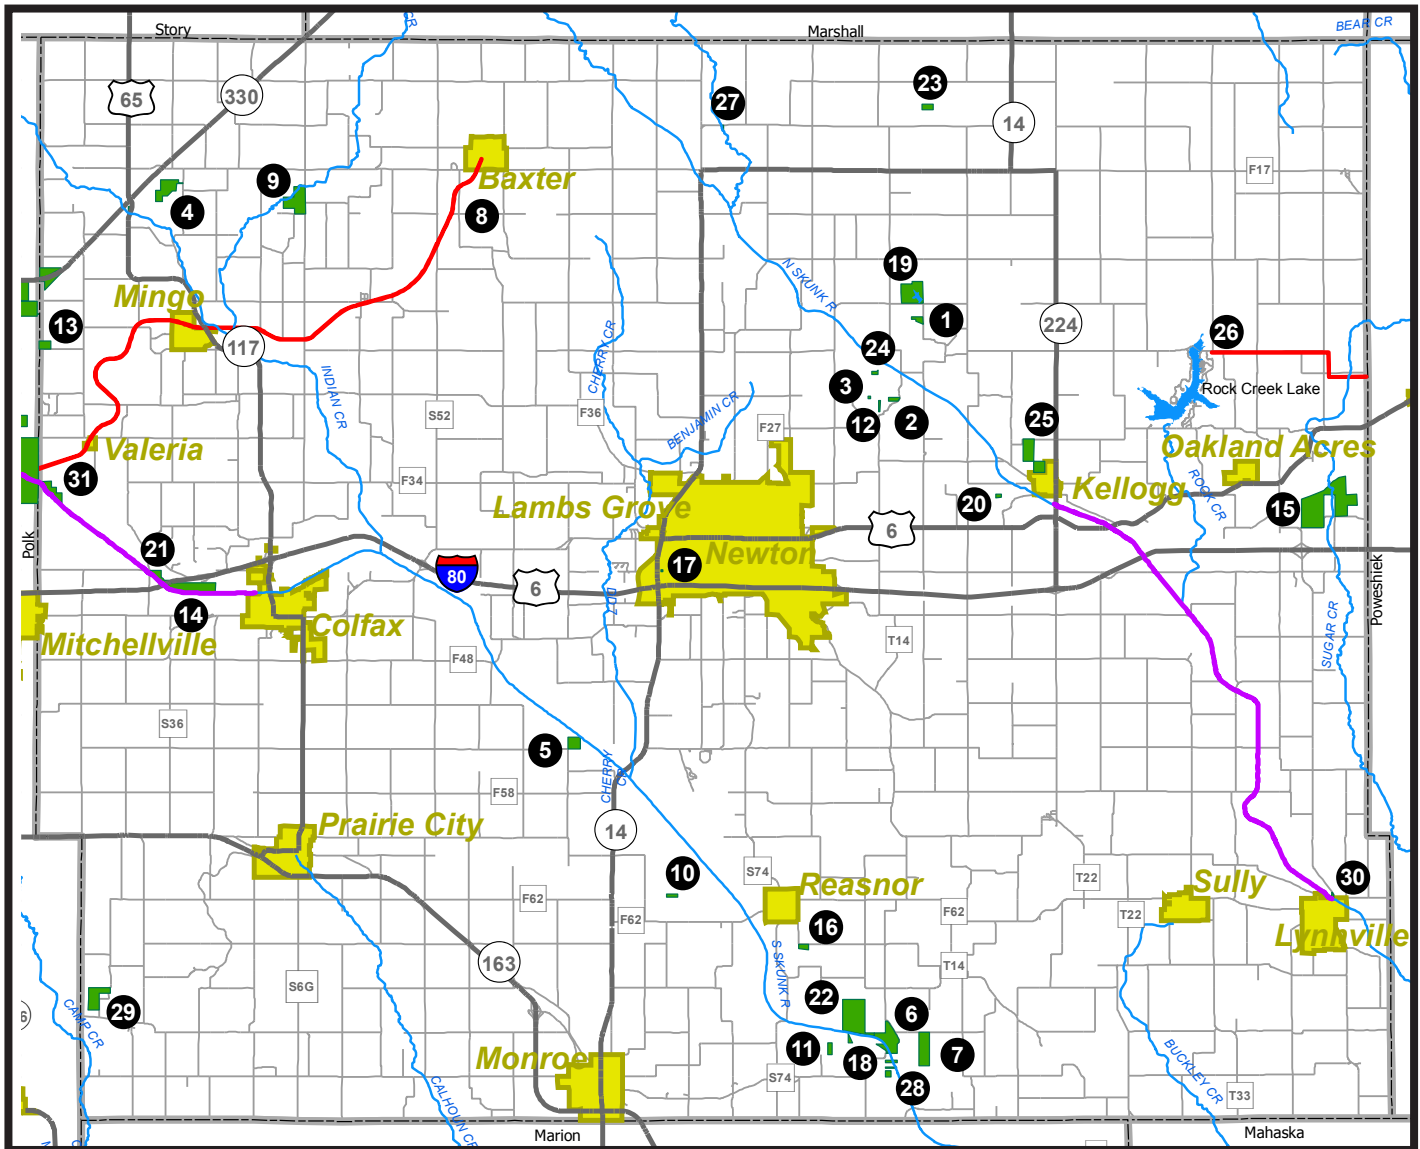 Story
CR
Marshall
BEAR CR
65
330
27
23
14
F17
Baxter
9
4
8
19
N SKUNK R
Mingo
13
117
1
224
26
24
CHERRY CR
3
Rock Creek Lake
INDIAN CR
S52
F36
BENJAMIN CR
F27
12
2
25
Valeria
Oakland Acres
31
F34
Lambs Grove
20
Kellogg
ROCK CR
15
Polk
21
6
Newton
80
6
17
Poweshiek
14
Mitchellville
Colfax
T14
SUGAR CR
F48
S36
5
CHERRY CR
F58
Prairie City
14
10
S74
Reasnor
T22
Sully
30
F62
F62
F62
T22
16
Lynnville
163
T14
S6G
S SKUNK R
29
22
6
6
CAMP CR
11
18
7
Monroe
BUCKLEY CR
S74
28
CALHOUN CR
T33
Marion
Mahaska